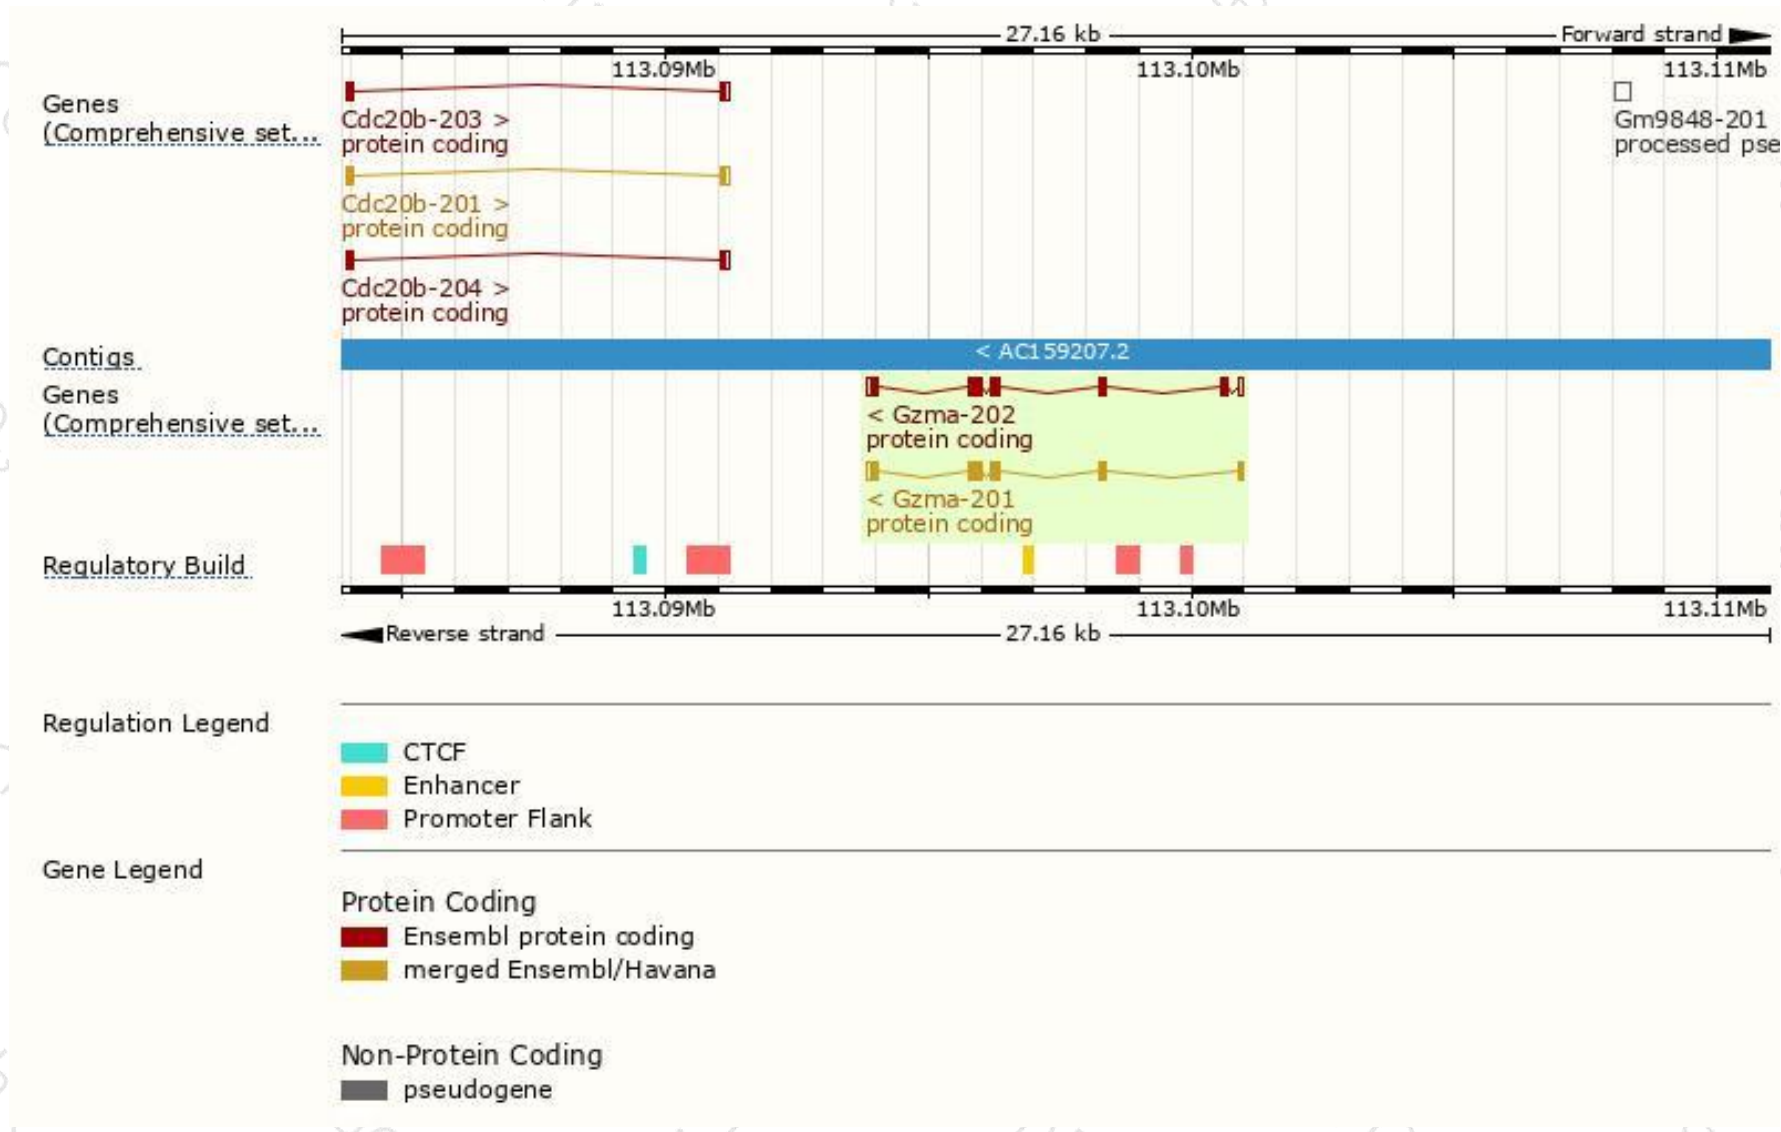 27.16 kb Forward strand
113.09Mb 113.10Mb 113.11Mb
Genes
(Comprehensive set...
Cdc20b-203 >
protein coding
Gm9848-201
processed pse
Cdc20b-201 >
protein coding
Cdc20b-204 >
protein coding
Contigs
< AC159207.2
Genes
(Comprehensive set...
< Gzma-202
protein coding
< Gzma-201
protein coding
Regulatory Build
113.09Mb 113.10Mb 113.11Mb
Reverse strand 27.16 kb
Regulation Legend
CTCF
Enhancer
Promoter Flank
Gene Legend
Protein Coding
Ensembl protein coding
merged Ensembl/Havana
Non-Protein Coding
pseudogene